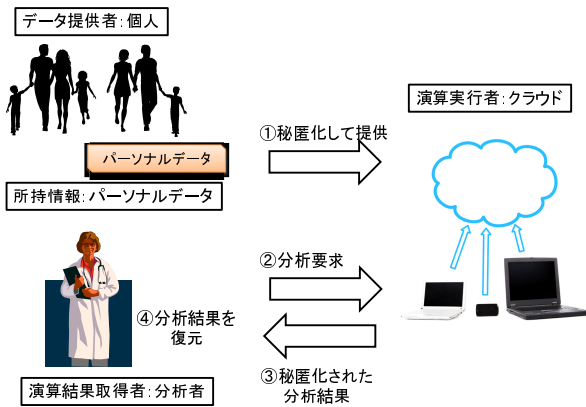 データ提供者：個人
演算実行者：クラウド
①秘匿化して提供
パーソナルデータ
所持情報：パーソナルデータ
②分析要求
④分析結果を
復元
③秘匿化された
分析結果
演算結果取得者：分析者